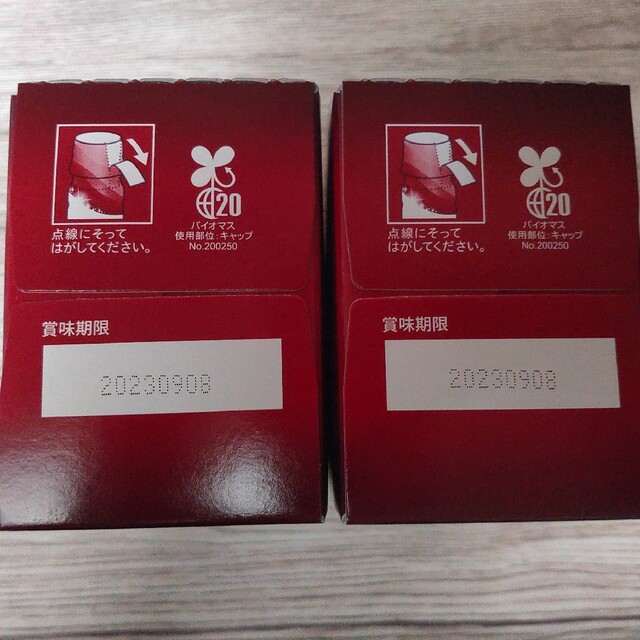 点線にそって
はがしてください。
20
バイオマス
使用部位：キャップ
No.200250
賞味期限
20230908
点線にそって
はがしてください。
20
バイオマス
使用部位：キャップ
No.200250
賞味期限
20230908